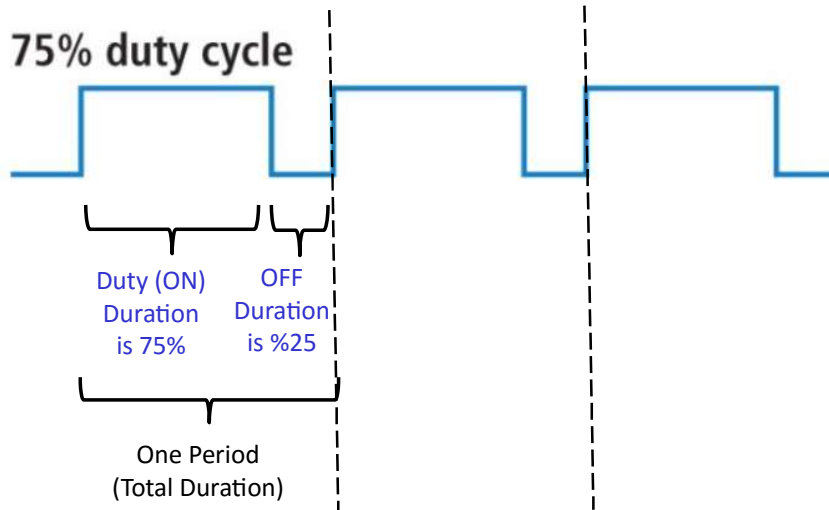 75% duty cycle
Duty (ON)
Duration
is 75%
OFF
Duration
is %25
One Period
(Total Duration)